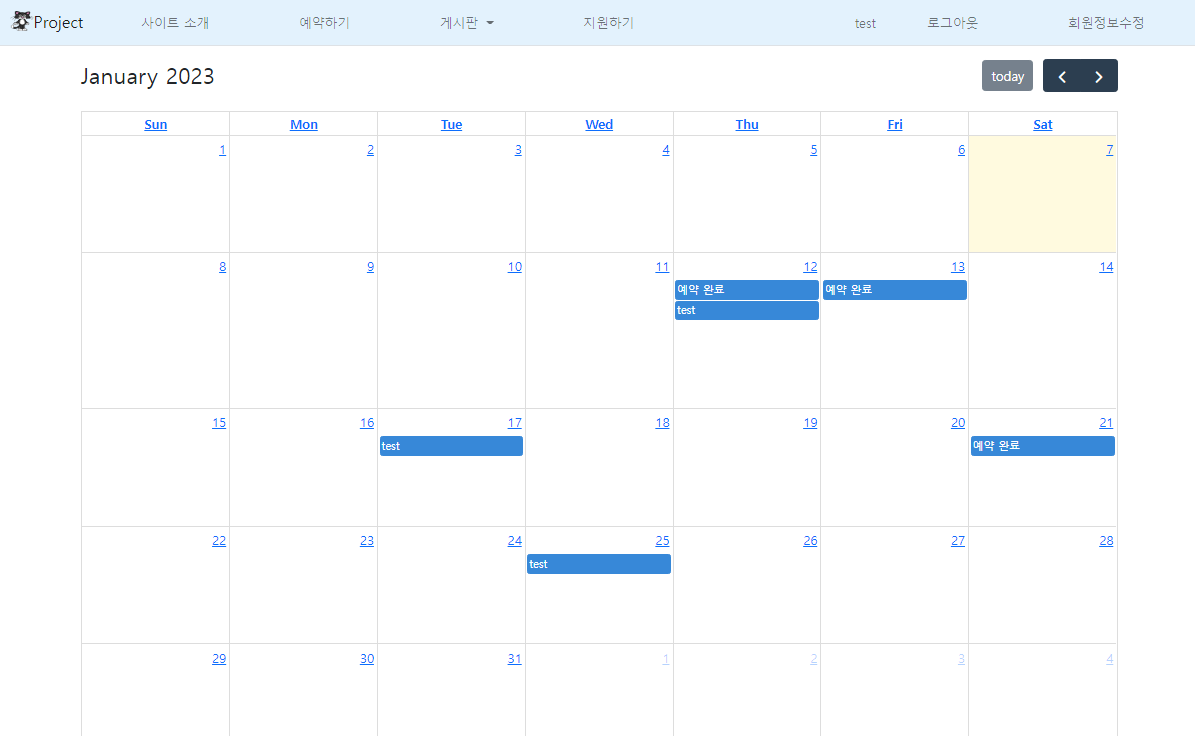 Project 사이트 소개 예약하기 게시판 지원하기 test 로그아웃 회원정보수정
January 2023 today
Sun Mon Tue Wed Thu Fri Sat
1 2 3 4 5 6 7
8 9 10 11 12 13 14
예약 완료 예약 완료
test
15 16 17 18 19 20 21
test 예약 완료
22 23 24 25 26 27 28
test
29 30 31 1 2 3 4